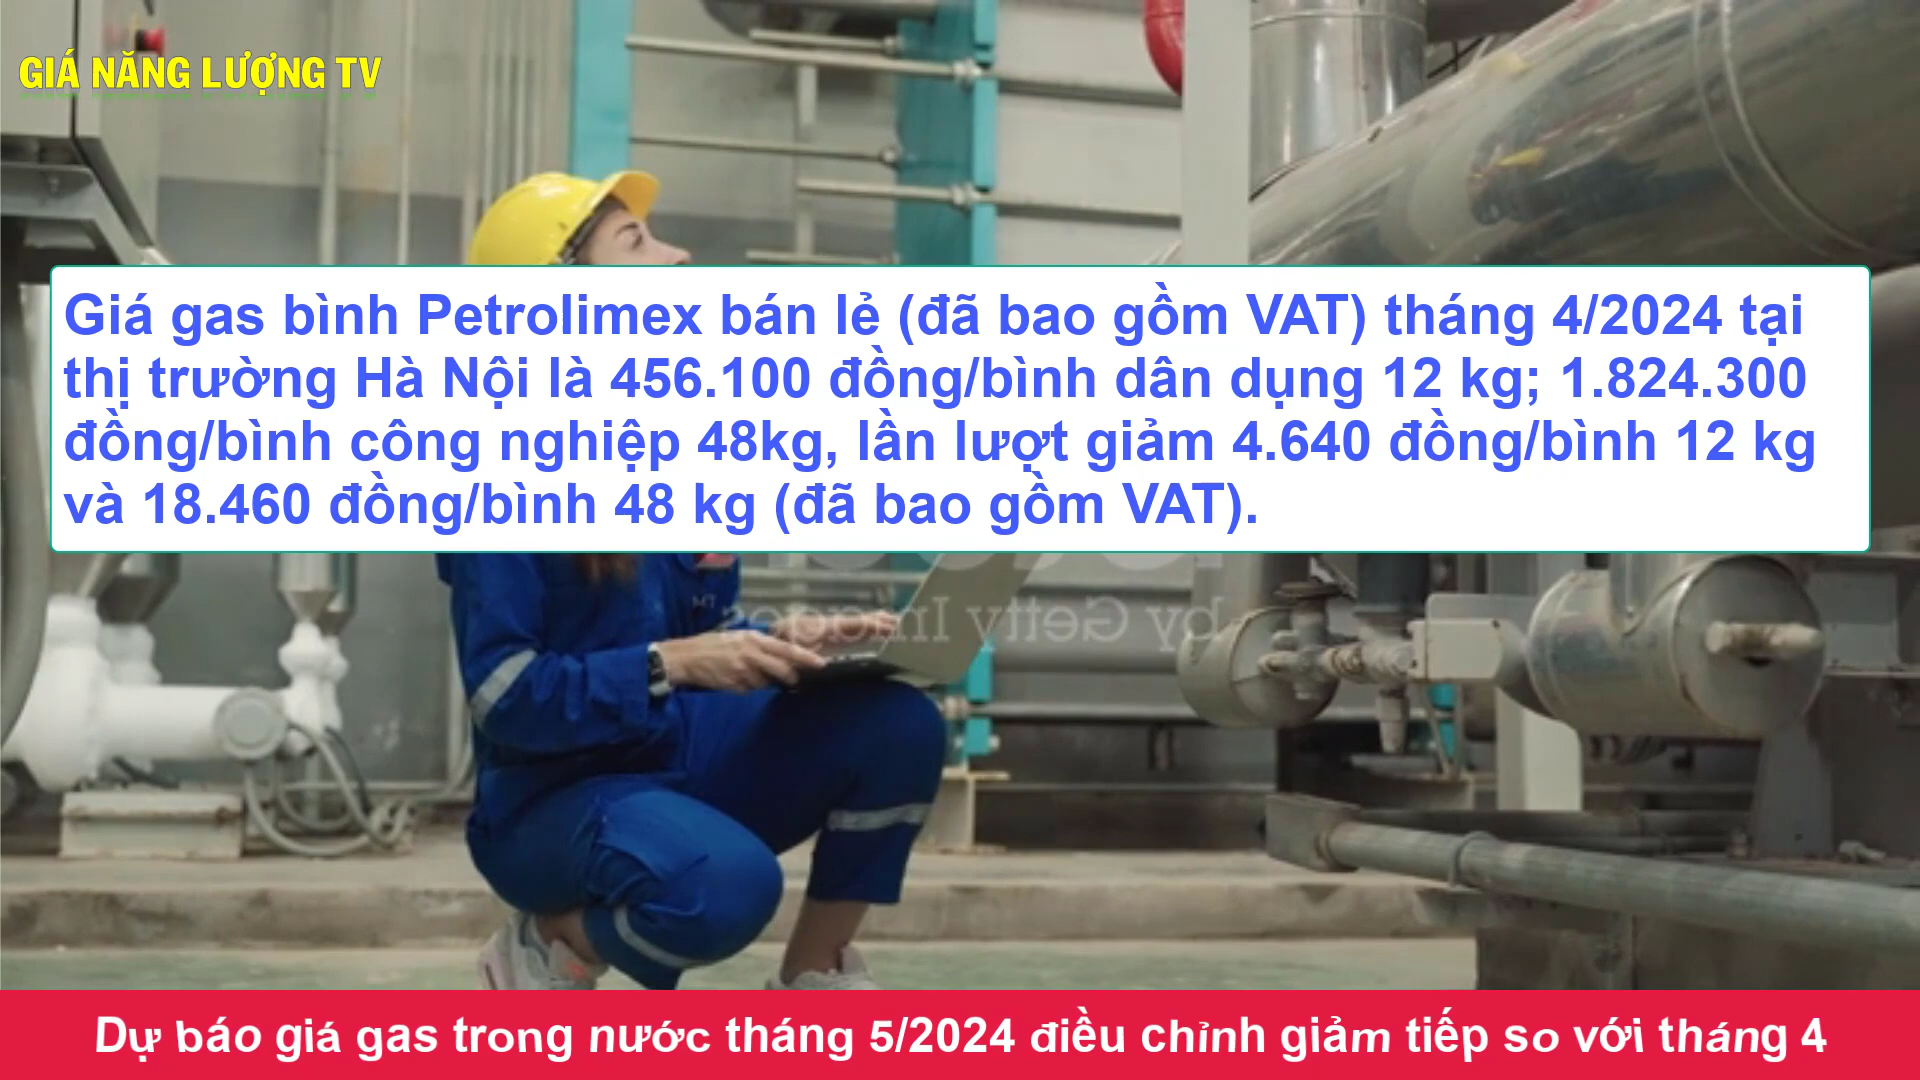 GIÁ NĂNG LƯỢNG TV
Giá gas bình Petrolimex bán lẻ (đã bao gồm VAT) tháng 4/2024 tại
thị trường Hà Nội là 456.100 đồng/bình dân dụng 12 kg; 1.824.300
đồng/bình công nghiệp 48kg, lần lượt giảm 4.640 đồng/bình 12 kg
và 18.460 đồng/bình 48 kg (đã bao gồm VAT).
by Getty Images™
Dự báo giá gas trong nước tháng 5/2024 điều chỉnh giảm tiếp so với tháng 4